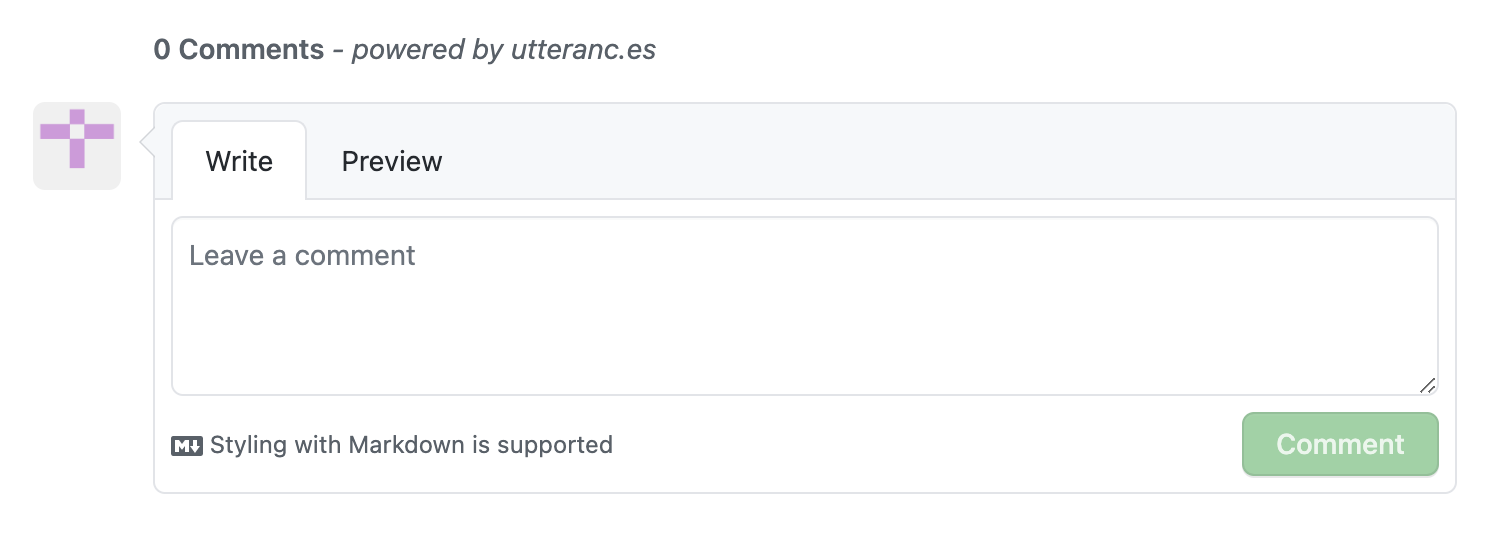 0 Comments - powered by utteranc.es
Write Preview
Leave a comment
M Styling with Markdown is supported
Comment